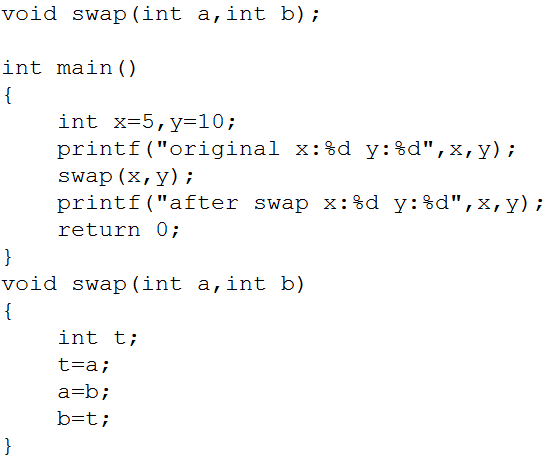 void swap(int a,int b);
int main()
{
int x=5,y=10;
printf("original x:%d y:%d",x,y);
swap(x,y);
printf("after swap x:%d y:%d",x,y);
return 0;
}
void swap(int a,int b)
{
int t;
t=a;
a=b;
b=t;
}